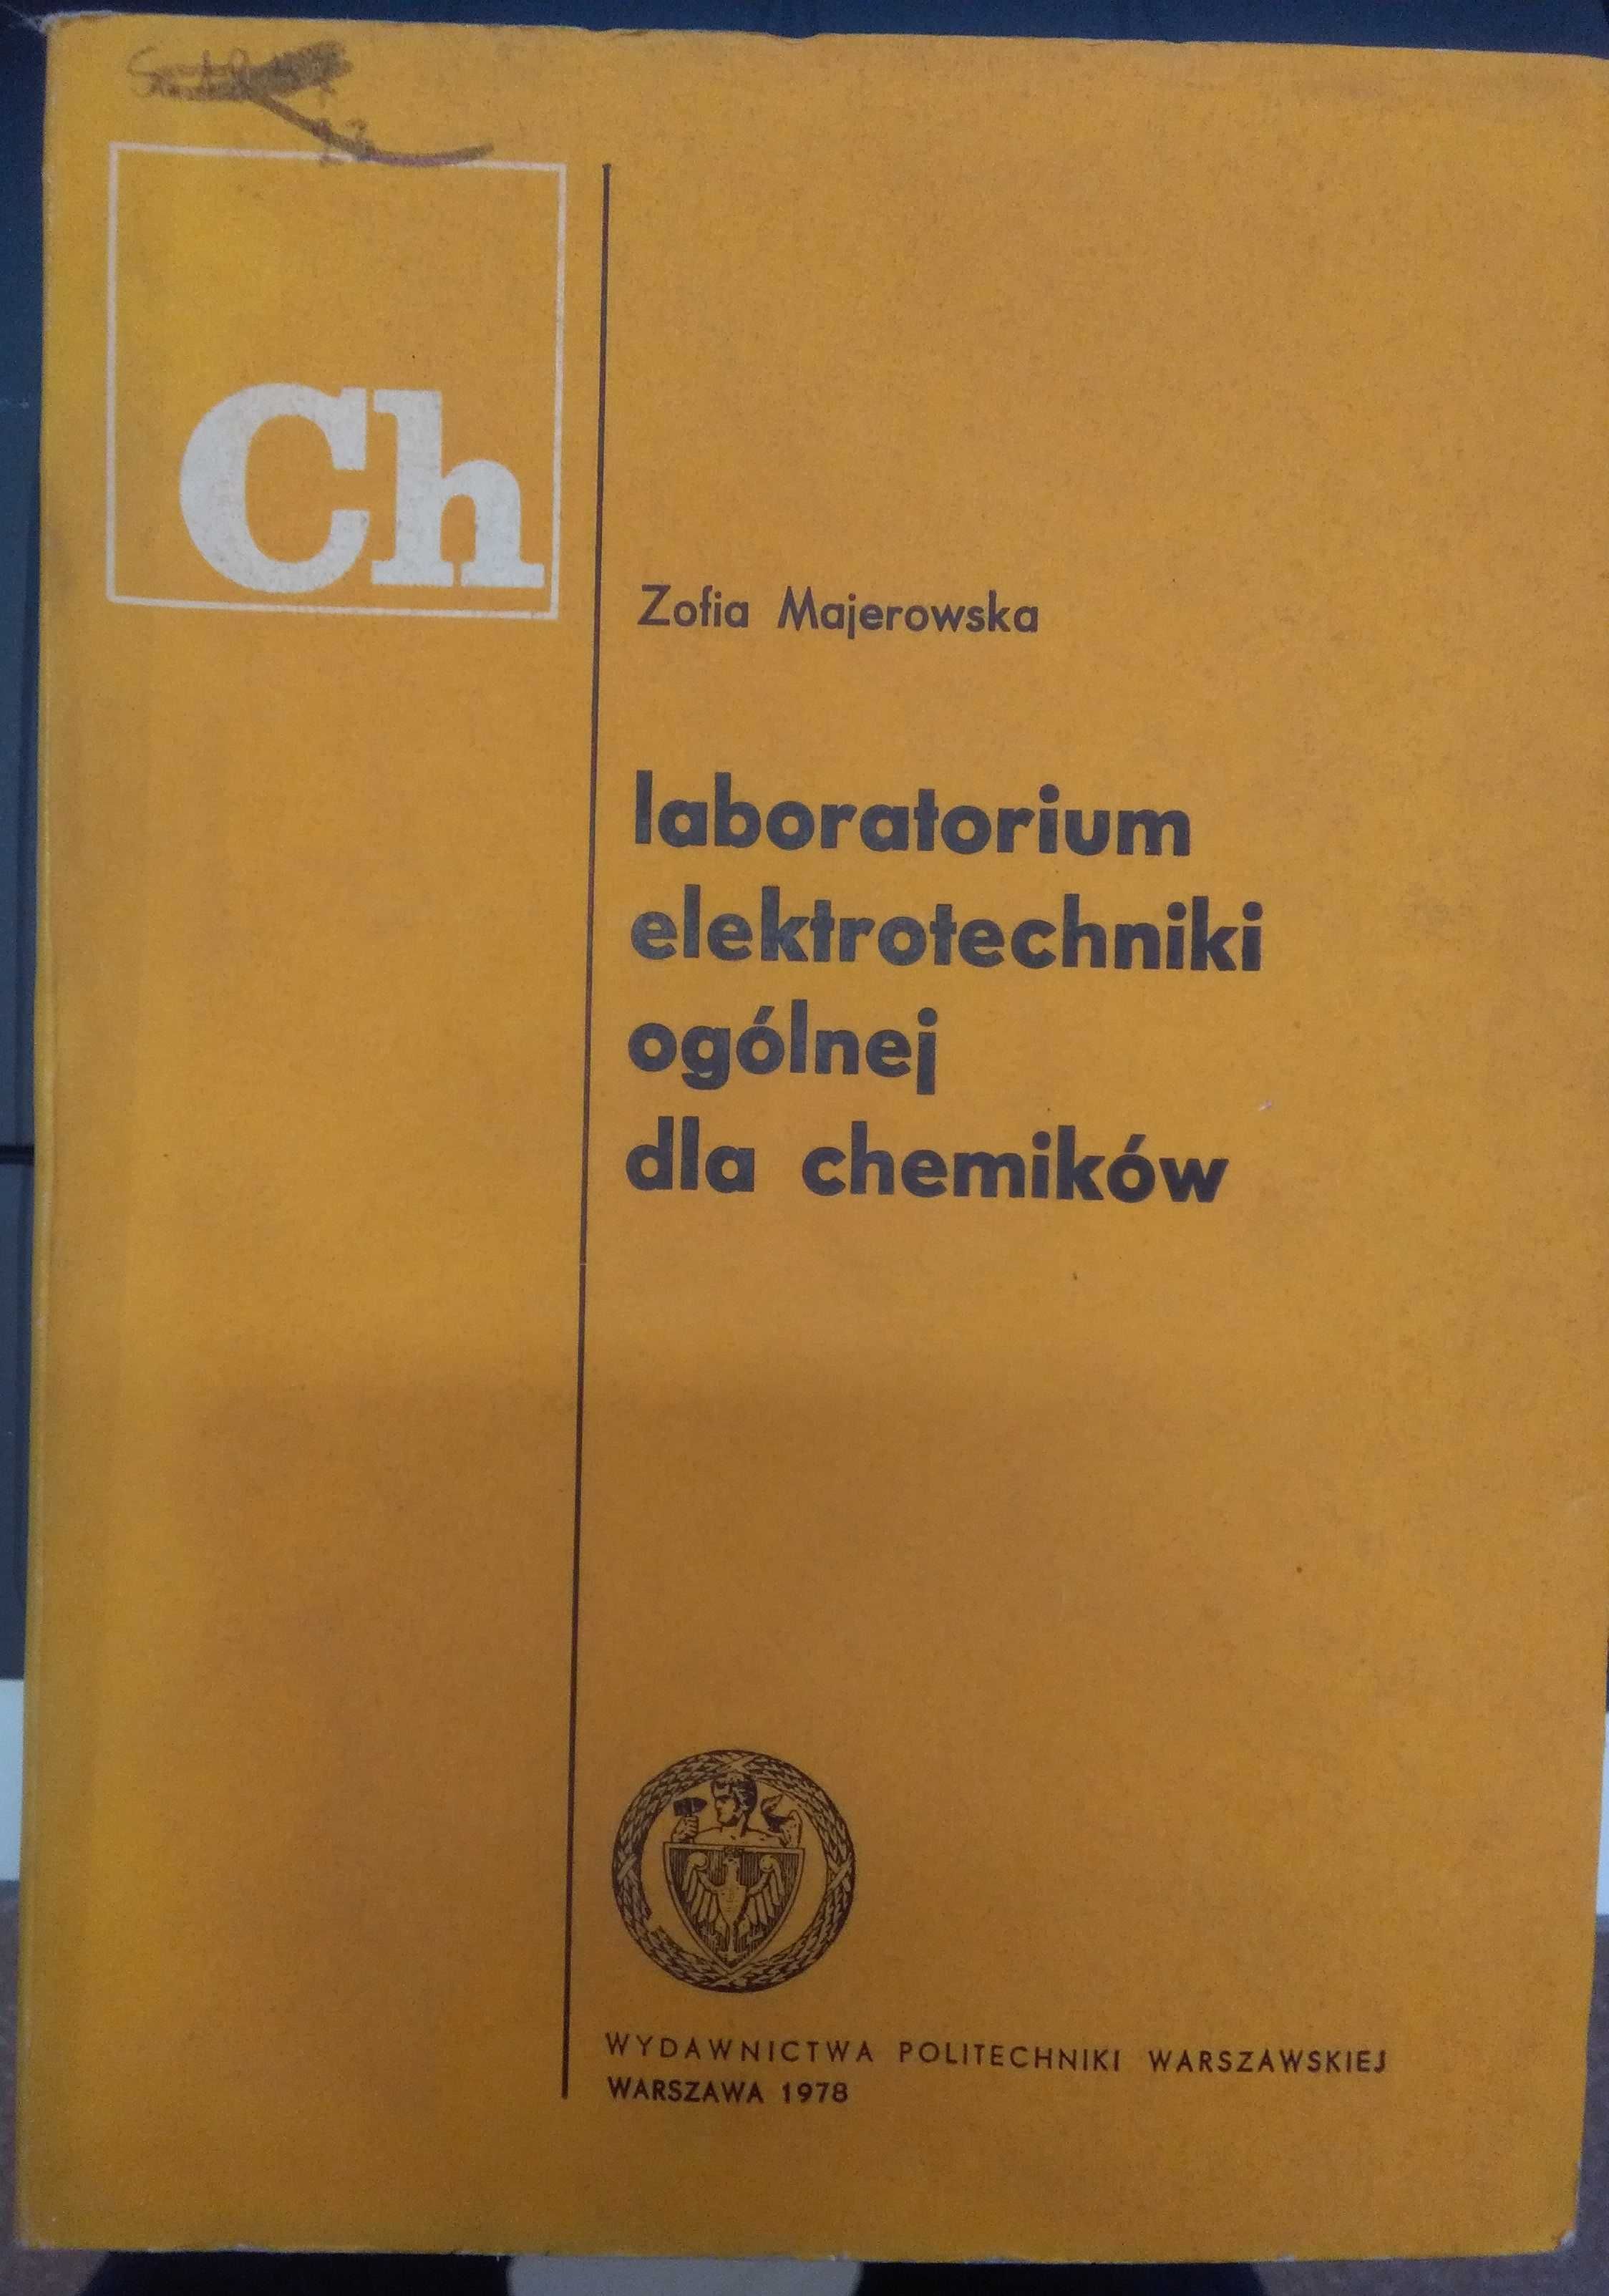 Ch
Zofia Majerowska
laboratorium
elektrotechniki
ogólnej
dla chemików
WYDAWNICTWA POLITECHNIKI WARSZAWSKIEJ
WARSZAWA 1978